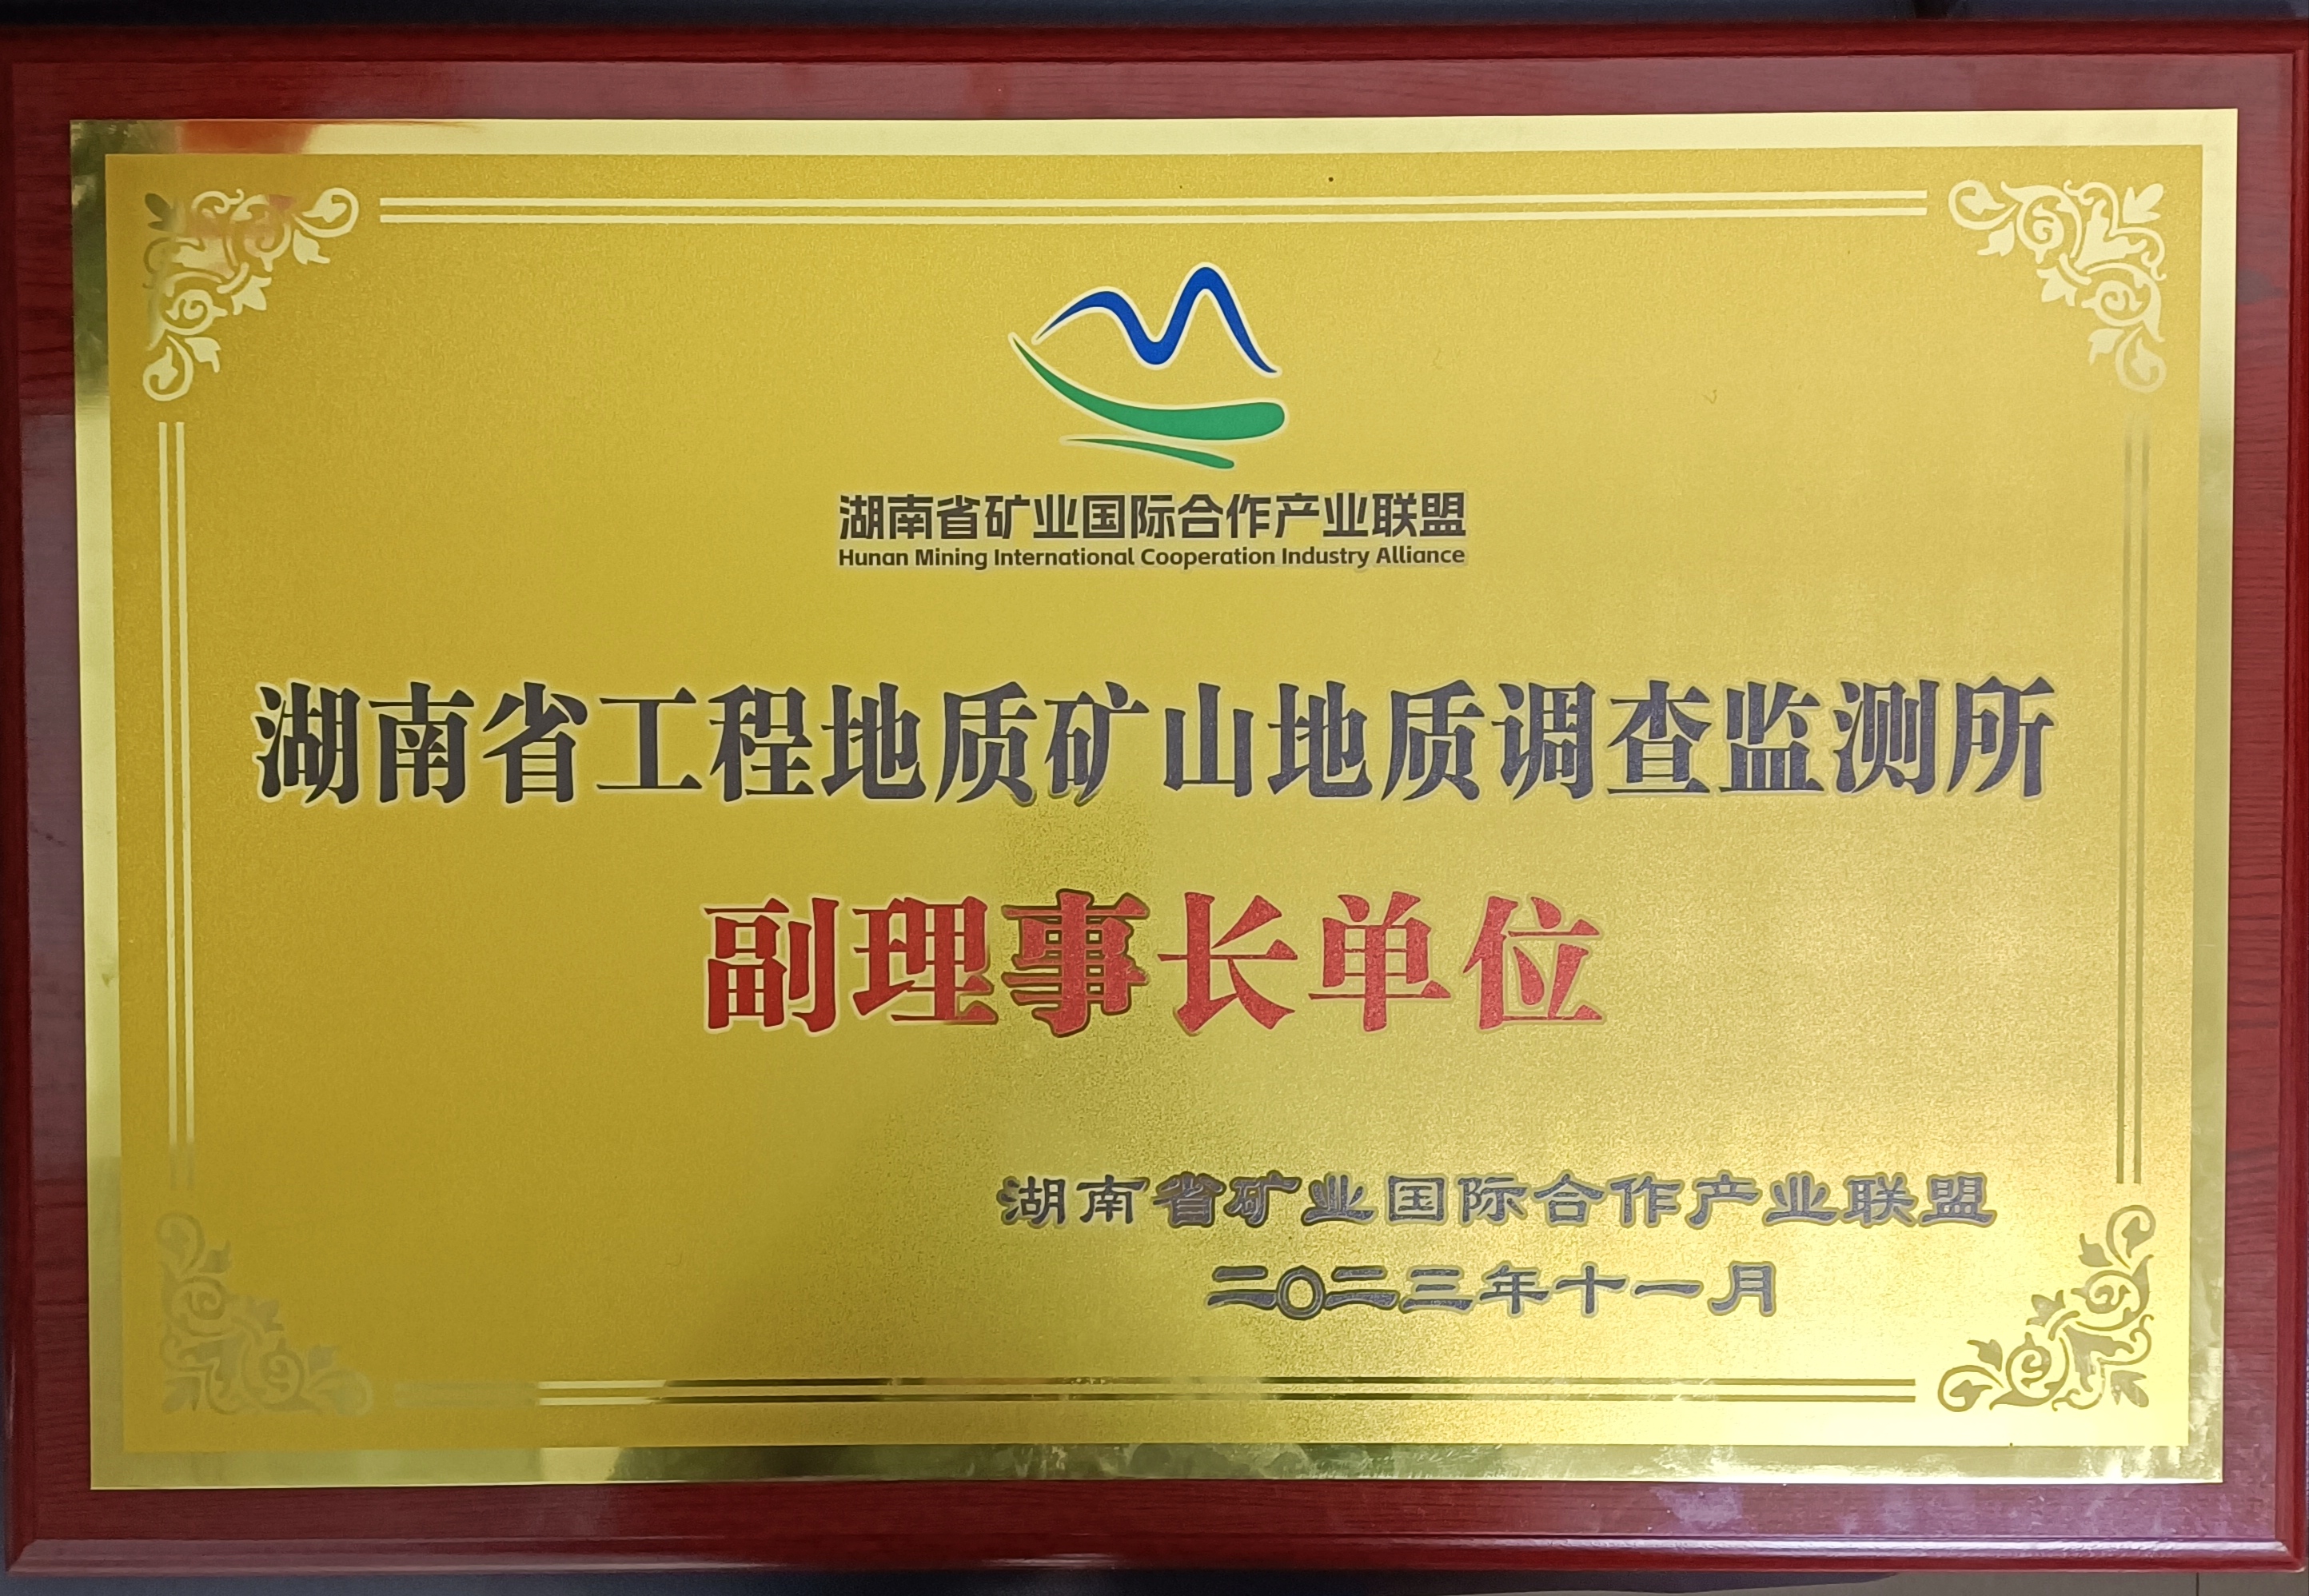 湖南省矿业国际合作产业联盟
Hunan Mining International Cooperation Industry Alliance
湖南省工程地质矿山地质调查监测所
副理事长单位
湖南省矿业国际合作产业联盟
二〇二三年十一月